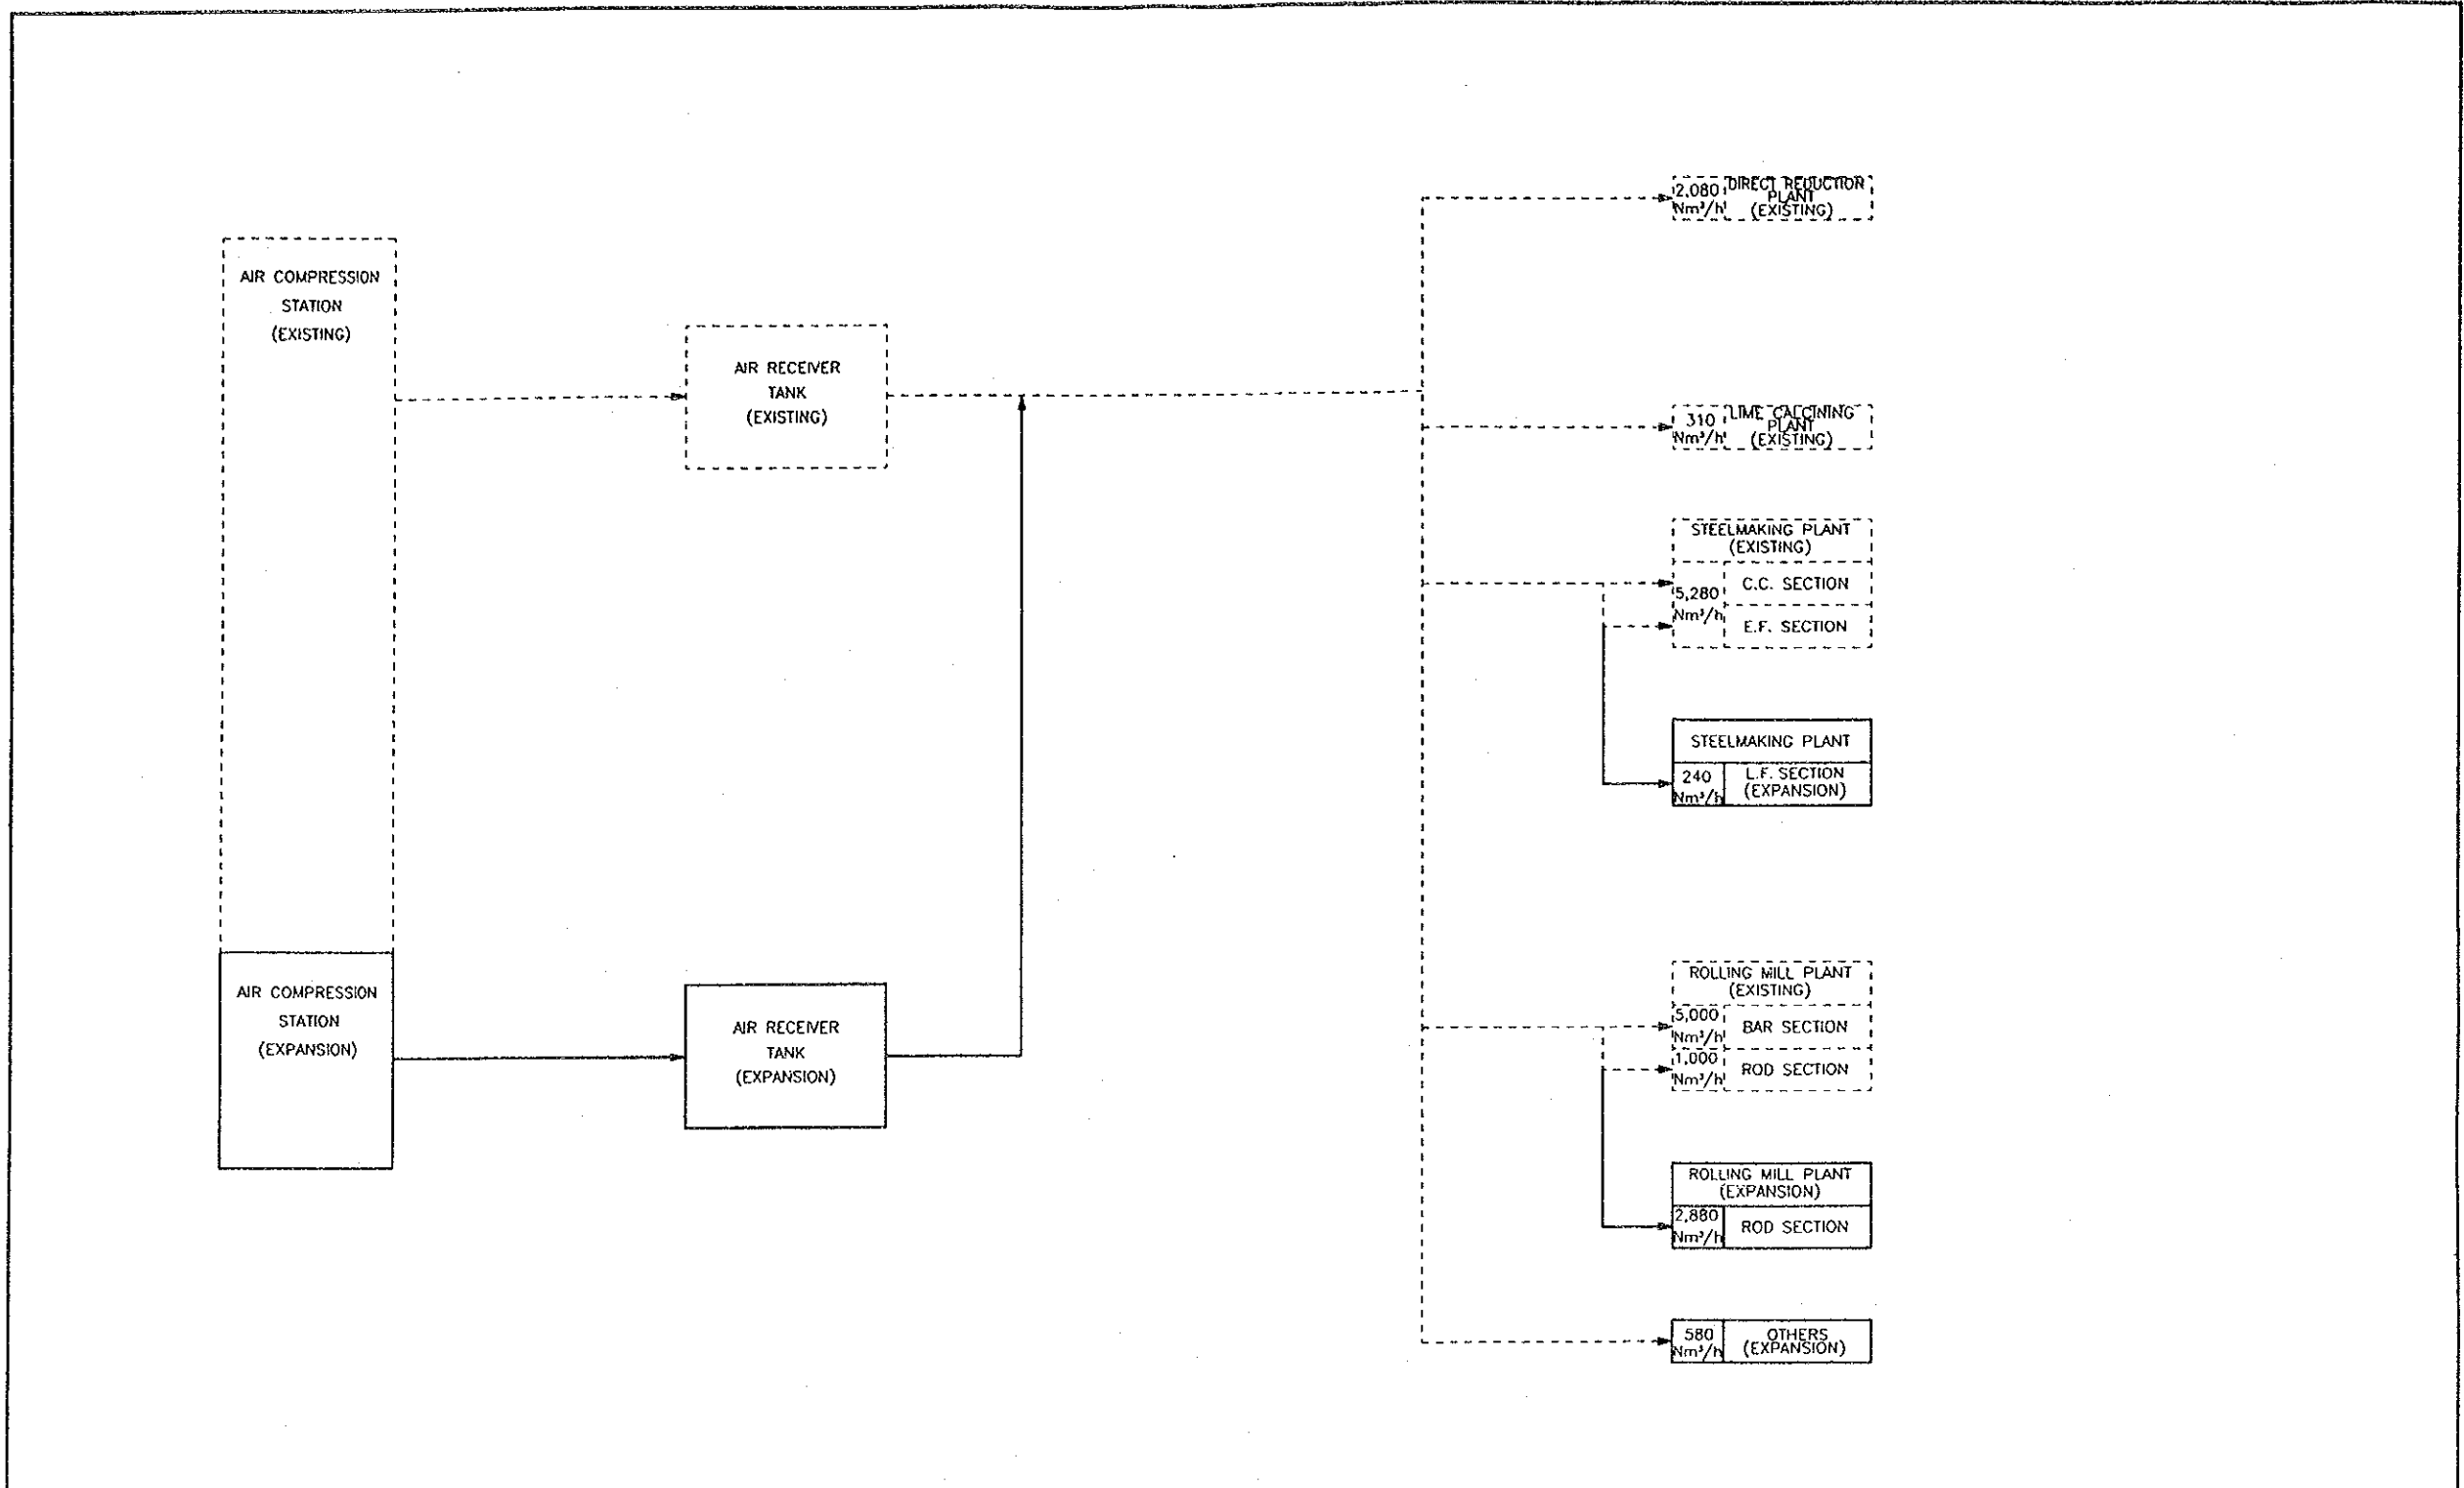 AIR COMPRESSION
STATION
(EXISTING)
AIR RECEIVER
TANK
(EXISTING)
AIR COMPRESSION
STATION
(EXPANSION)
AIR RECEIVER
TANK
(EXPANSION)
2,080
Nm³/h
DIRECT REDUCTION
PLANT
(EXISTING)
310
Nm³/h
LIME CALCINING
PLANT
(EXISTING)
STEELMAKING PLANT
(EXISTING)
5,280
Nm³/h
C.C. SECTION
E.F. SECTION
STEELMAKING PLANT
240
Nm³/h
L.F. SECTION
(EXPANSION)
ROLLING MILL PLANT
(EXISTING)
5,000
Nm³/h
BAR SECTION
1,000
Nm³/h
ROD SECTION
ROLLING MILL PLANT
(EXPANSION)
2,880
Nm³/h
ROD SECTION
580
Nm³/h
OTHERS
(EXPANSION)